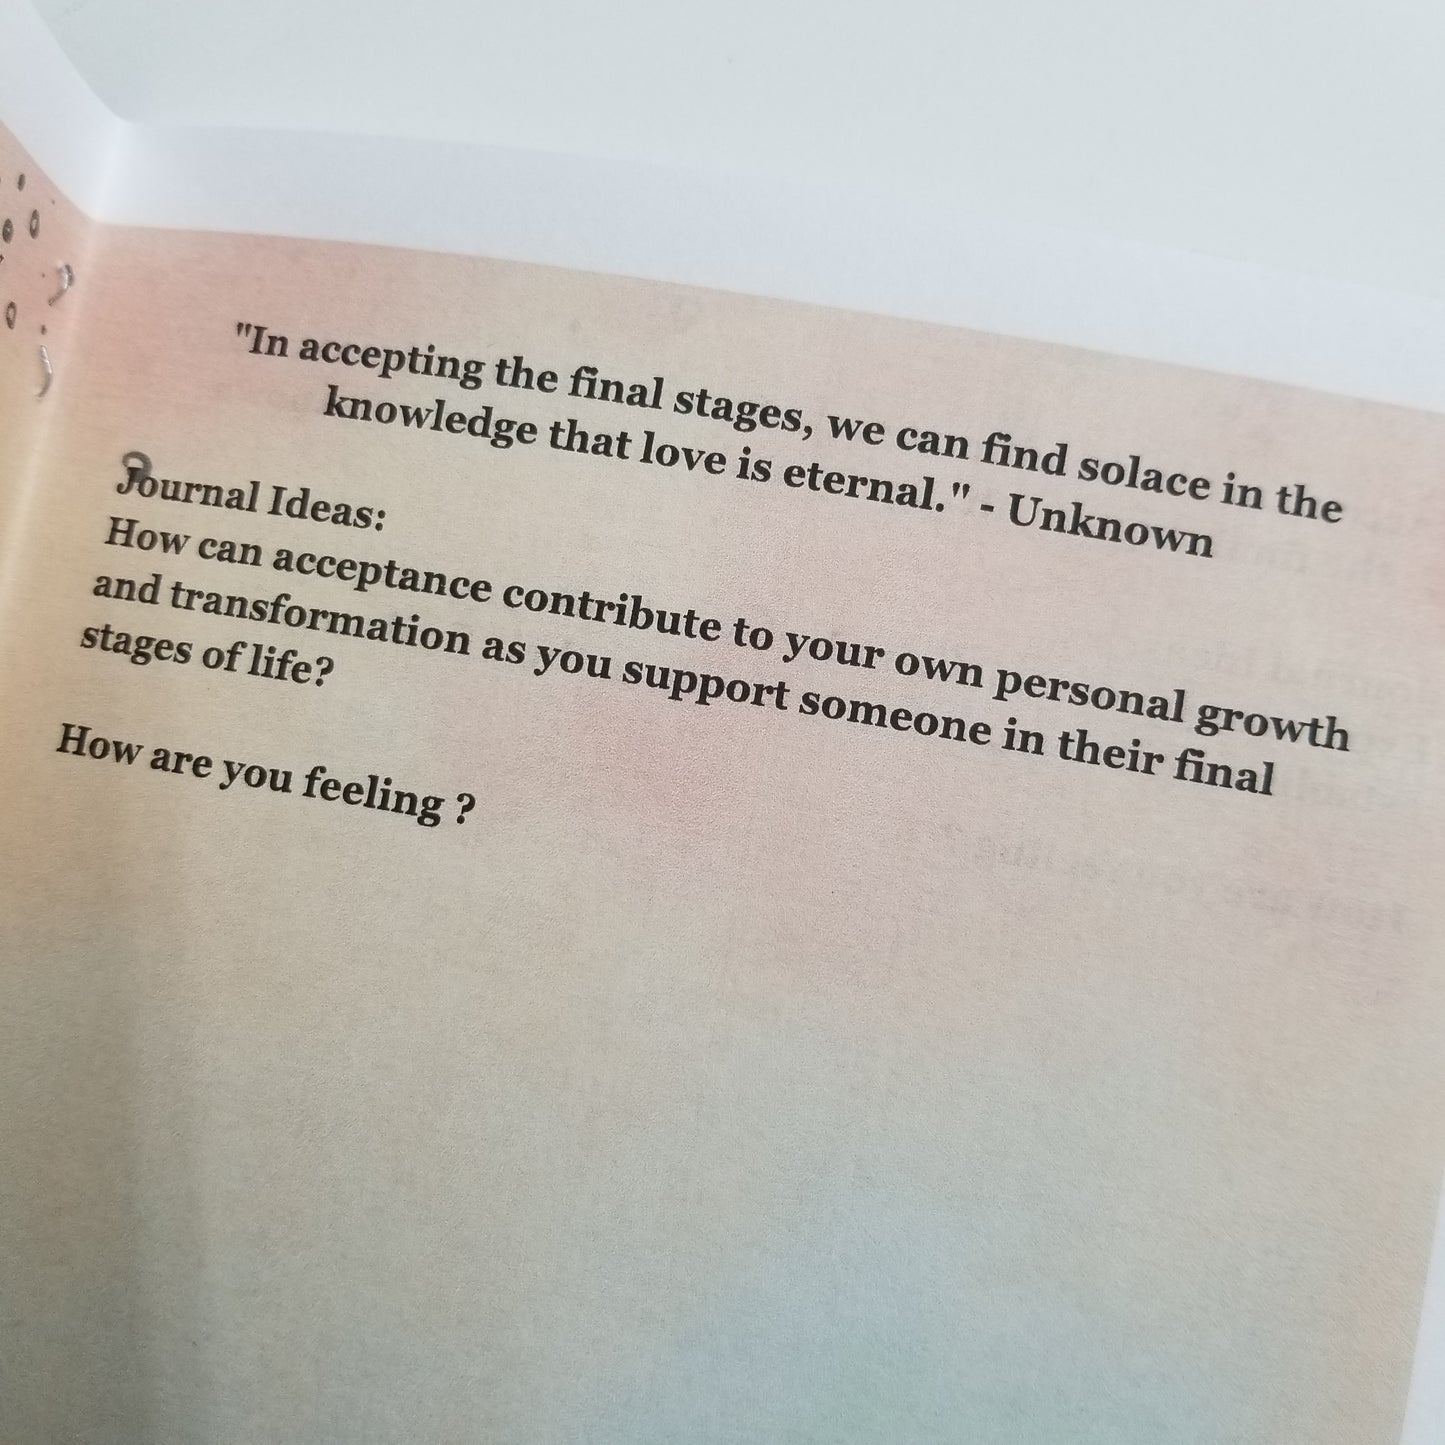 "In accepting the final stages, we can find solace in the
knowledge that love is eternal." - Unknown
Journal Ideas:
How can acceptance contribute to your own personal growth
and transformation as you support someone in their final
stages of life?
How are you feeling ?